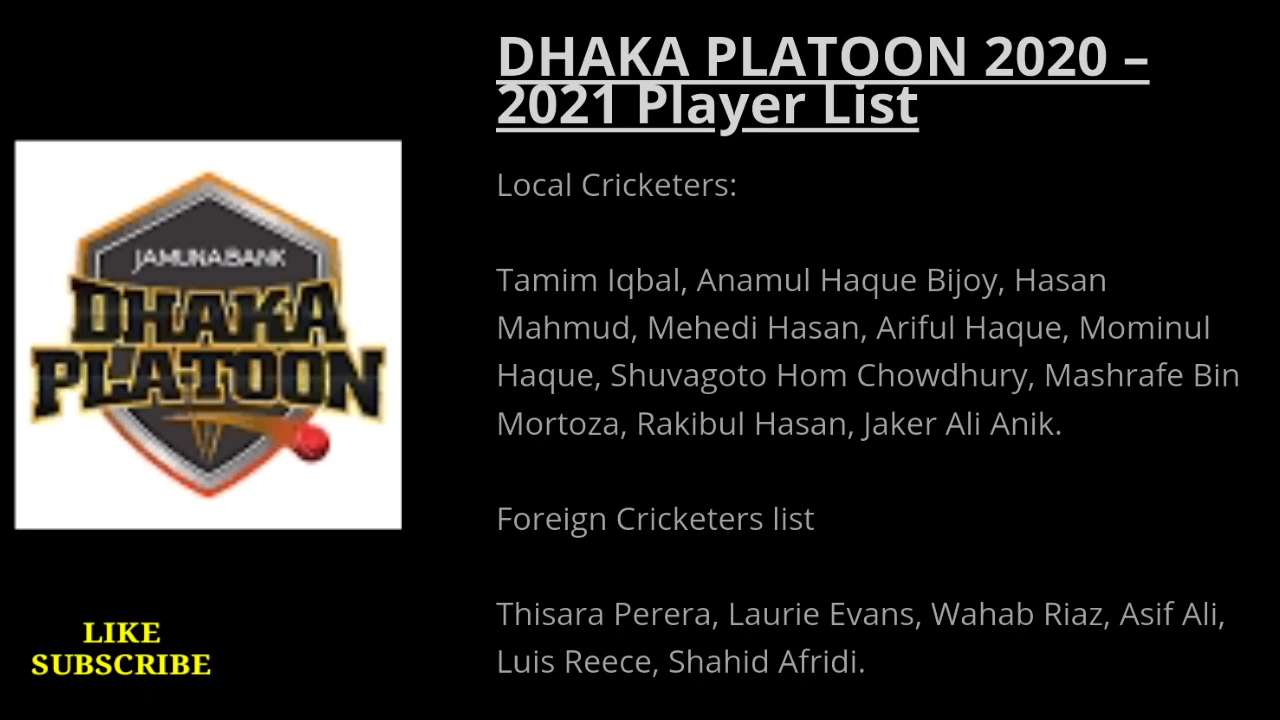 DHAKA PLATOON 2020 –
2021 Player List
Local Cricketers:
Tamim Iqbal, Anamul Haque Bijoy, Hasan
Mahmud, Mehedi Hasan, Ariful Haque, Mominul
Haque, Shuvagoto Hom Chowdhury, Mashrafe Bin
Mortoza, Rakibul Hasan, Jaker Ali Anik.
Foreign Cricketers list
Thisara Perera, Laurie Evans, Wahab Riaz, Asif Ali,
Luis Reece, Shahid Afridi.
JAMUNA BANK
DHAKA
PLATOON
LIKE
SUBSCRIBE